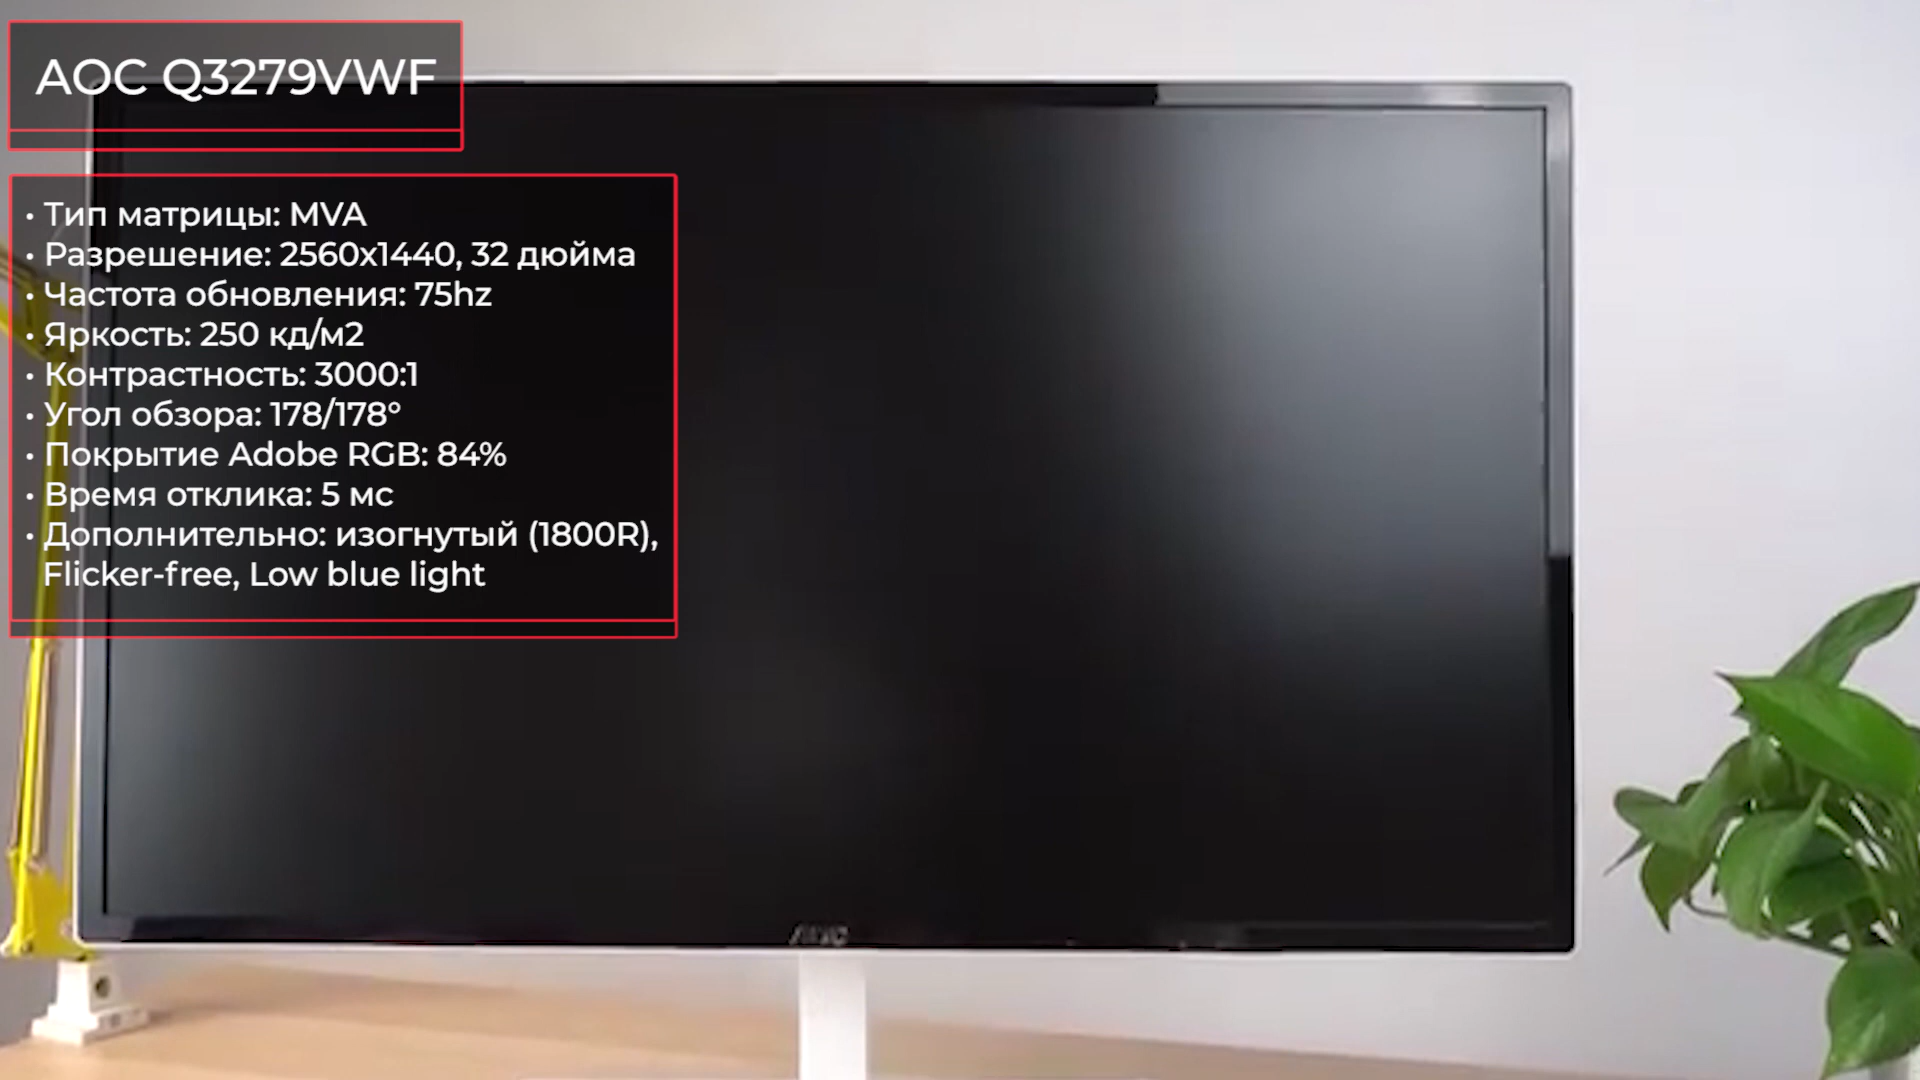 AOC Q3279VWF
• Тип матрицы: MVA
• Разрешение: 2560x1440, 32 дюйма
• Частота обновления: 75hz
• Яркость: 250 кд/м2
• Контрастность: 3000:1
• Угол обзора: 178/178°
• Покрытие Adobe RGB: 84%
• Время отклика: 5 мс
• Дополнительно: изогнутый (1800R),
Flicker-free, Low blue light
AOC